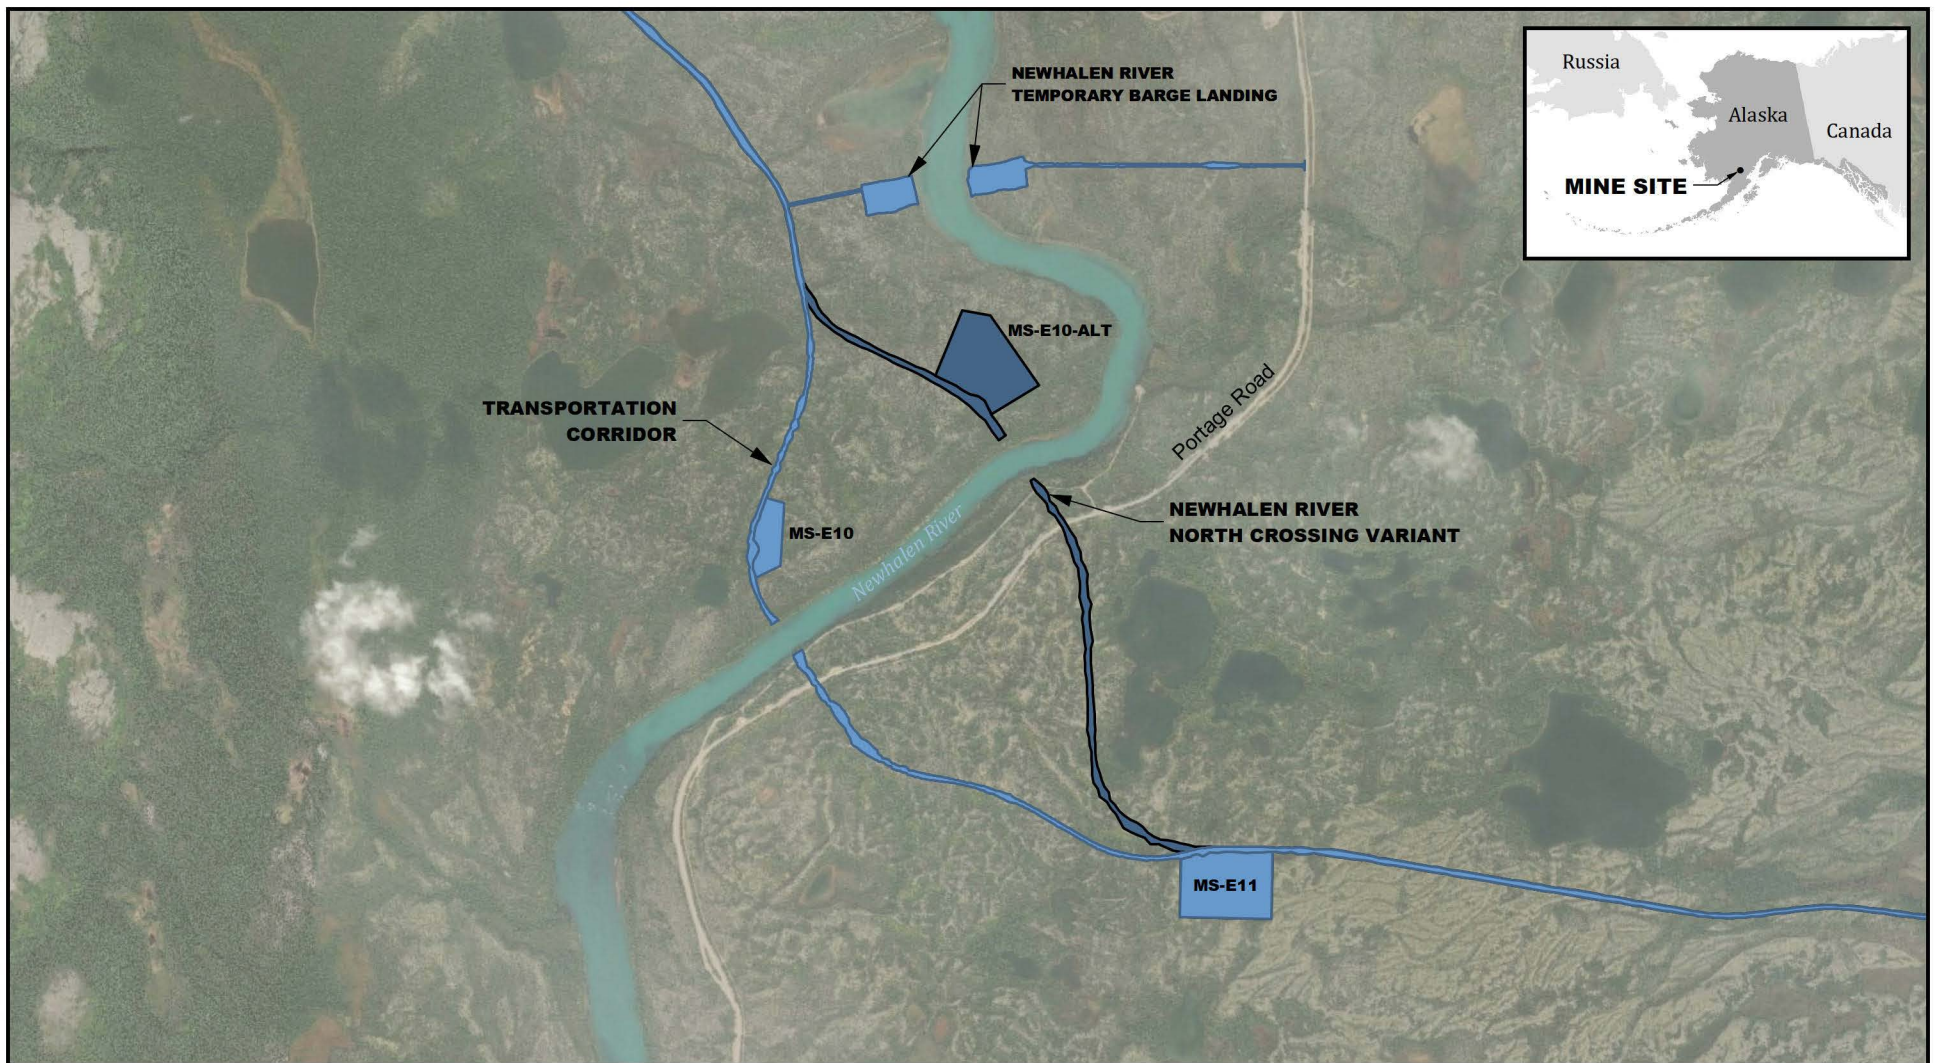 NEWHALEN RIVER
TEMPORARY BARGE LANDING
Russia
Alaska
Canada
MINE SITE
MS-E10-ALT
TRANSPORTATION
CORRIDOR
Portage Road
MS-E10
Newhalen River
NEWHALEN RIVER
NORTH CROSSING VARIANT
MS-E11